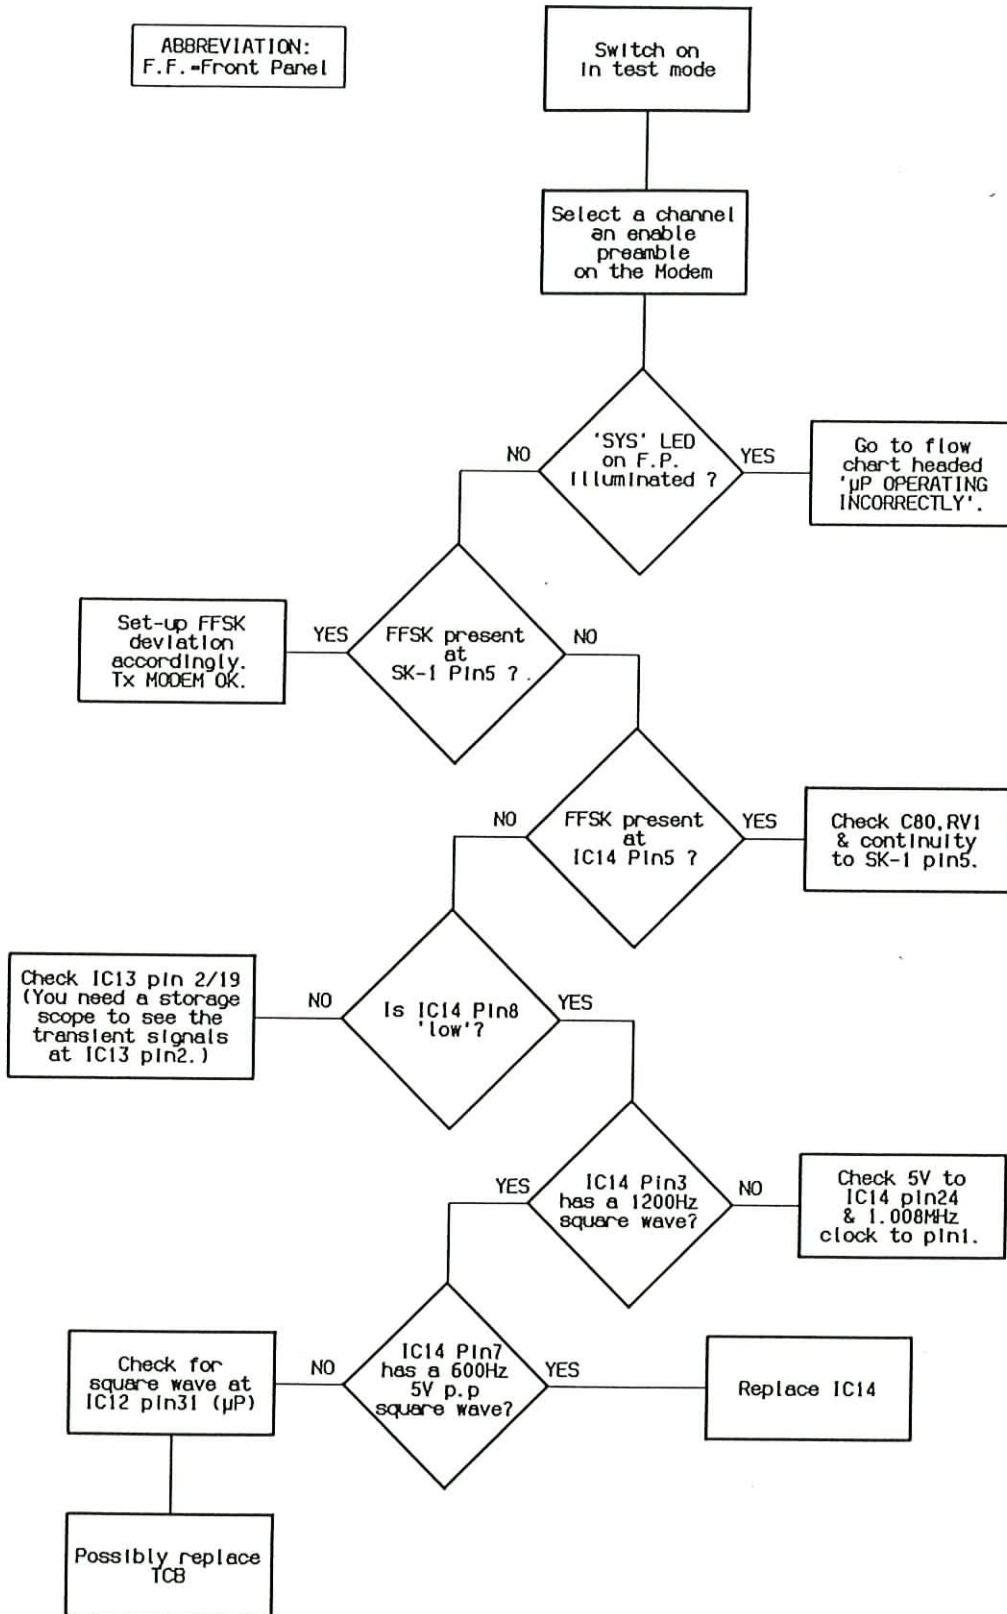 ABBREVIATION:
F.F.=Front Panel
Switch on
in test mode
Select a channel
an enable
preamble
on the Modem
'SYS' LED
on F.P.
illuminated ?
NO
YES
Go to flow
chart headed
'µP OPERATING
INCORRECTLY'.
Set-up FFSK
deviation
accordingly.
Tx MODEM OK.
YES
FFSK present
at
SK-1 Pin5 ?
NO
NO
FFSK present
at
IC14 Pin5 ?
YES
Check C80,RV1
& continuity
to SK-1 pin5.
Check IC13 pin 2/19
(You need a storage
scope to see the
transient signals
at IC13 pin2.)
NO
Is IC14 Pin8
'low'?
YES
YES
IC14 Pin3
has a 1200Hz
square wave?
NO
Check 5V to
IC14 pin24
& 1.008MHz
clock to pin1.
Check for
square wave at
IC12 pin31 (µP)
NO
IC14 Pin7
has a 600Hz
5V p.p
square wave?
YES
Replace IC14
Possibly replace
TCB